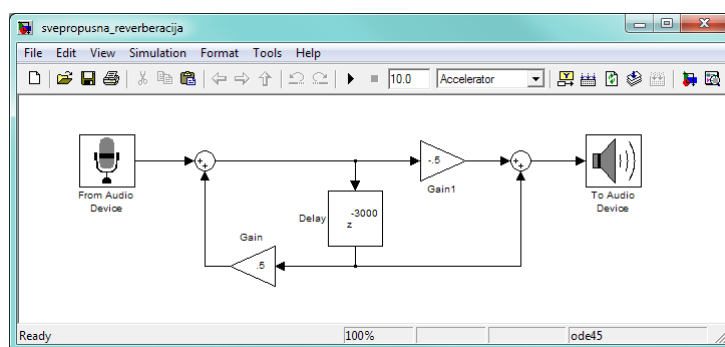 svepropusna_reverberacija
File Edit View Simulation Format Tools Help
10.0 Accelerator
From Audio
Device
+
+
-.5
Gain1
+
+
To Audio
Device
Delay
-3000
z
Gain
.5
Ready 100% ode45